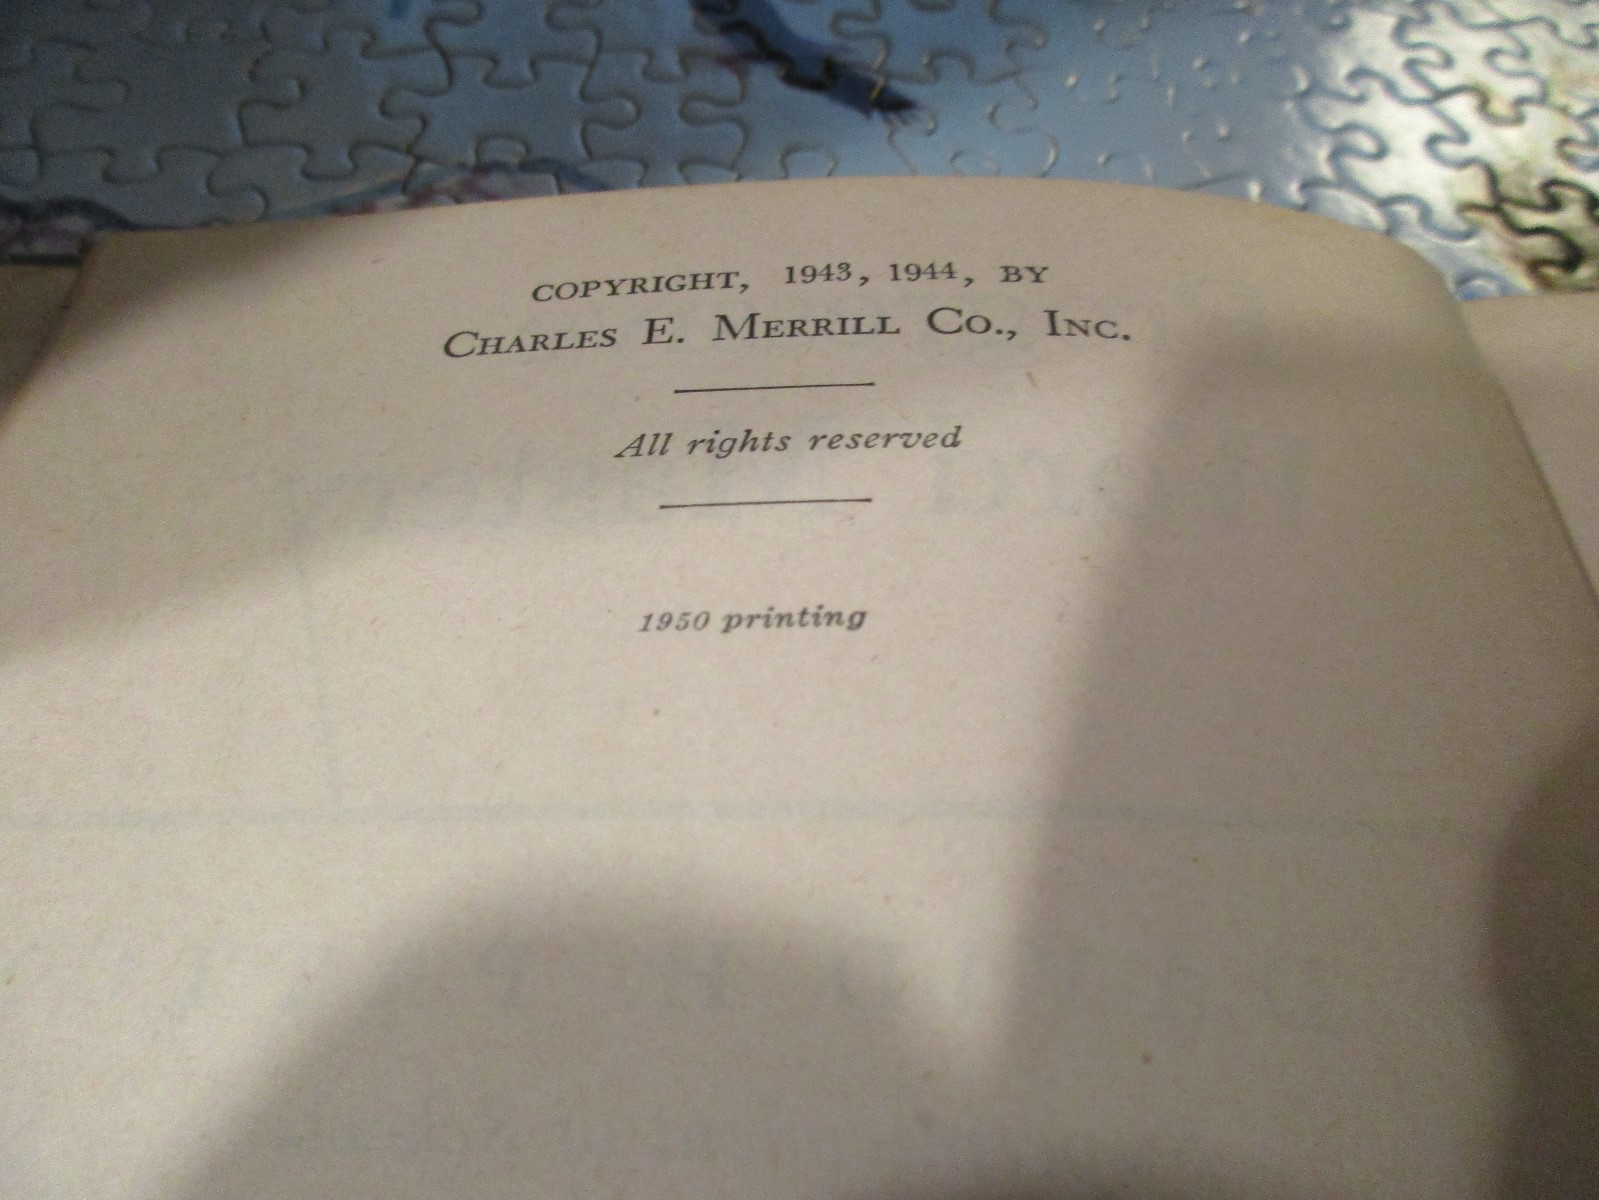 COPYRIGHT, 1943, 1944, BY
CHARLES E. MERRILL CO., INC.
All rights reserved
1950 printing